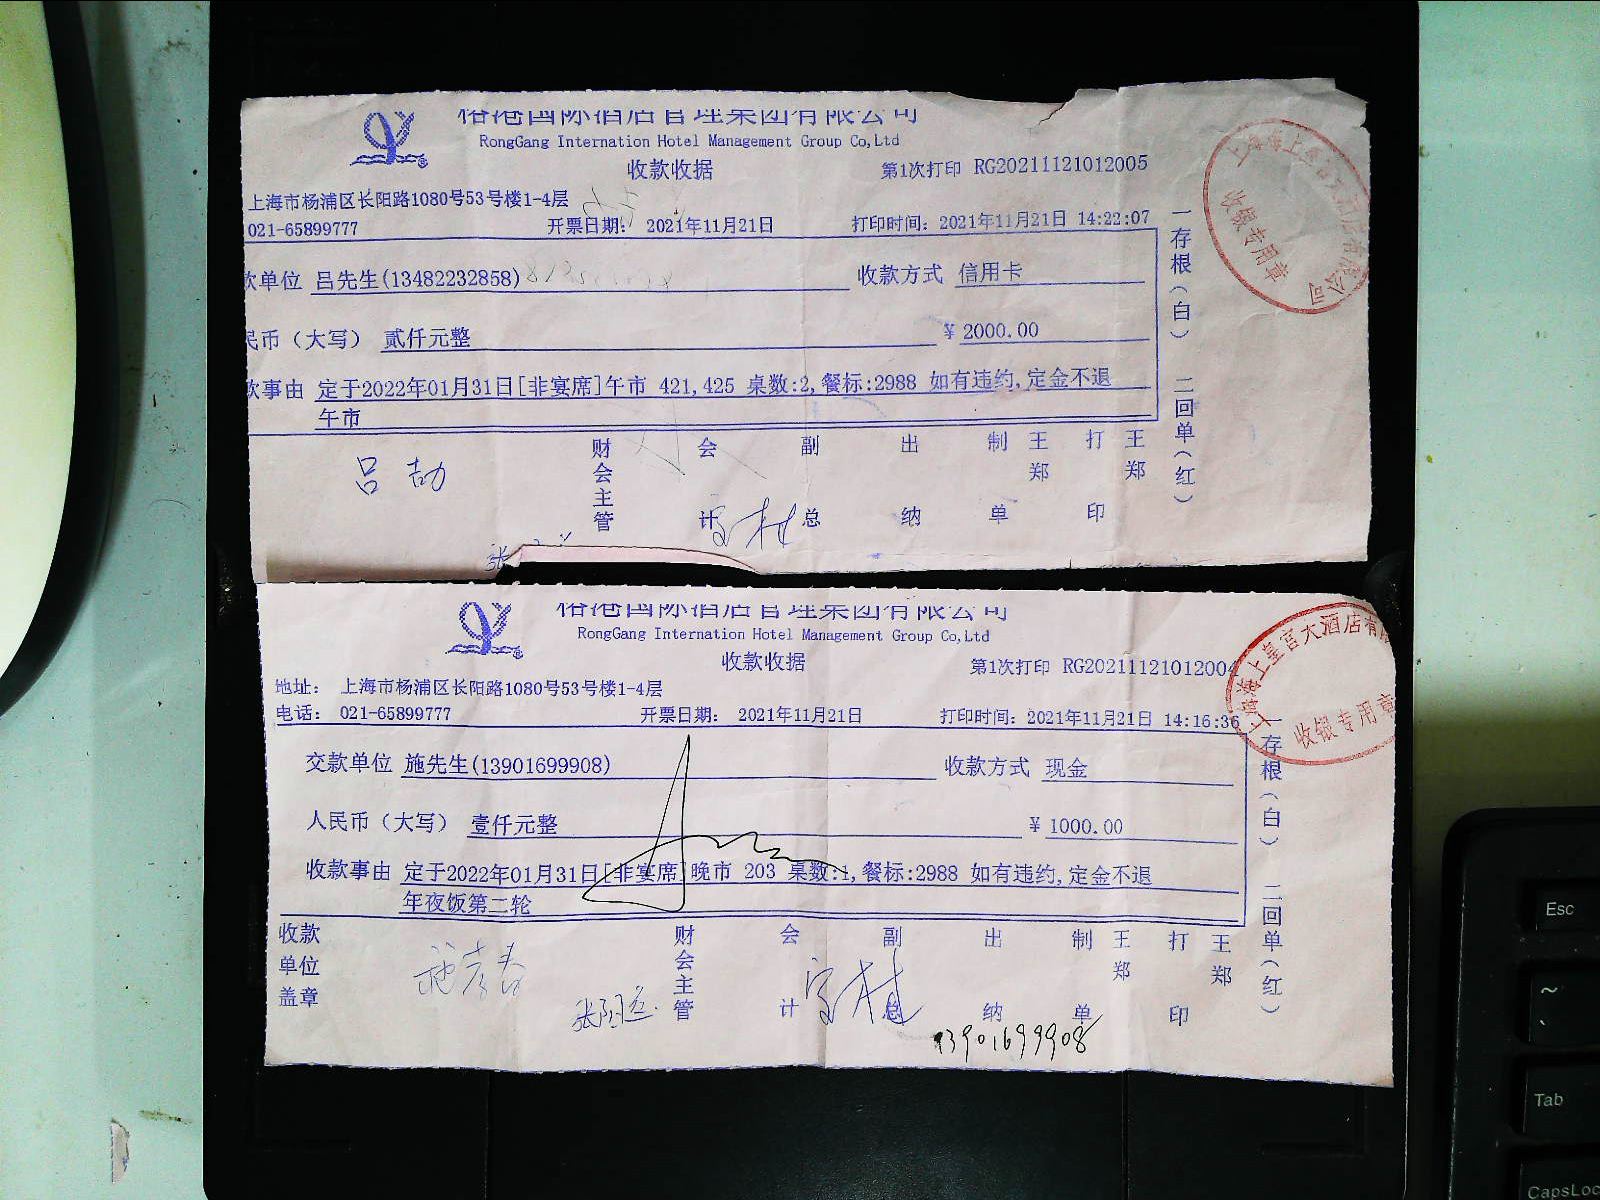 榕港国际酒店管理集团有限公司
RongGang Internation Hotel Management Group Co,Ltd
收款收据
第1次打印 RG20211121012005
上海市杨浦区长阳路1080号53号楼1-4层
021-65899777 开票日期: 2021年11月21日 打印时间: 2021年11月21日 14:22:07
款单位 吕先生(13482232858) 收款方式 信用卡
民币（大写） 贰仟元整 ¥ 2000.00
款事由 定于2022年01月31日[非宴席]午市 421,425 桌数:2,餐标:2988 如有违约,定金不退
午市
财会主管 会计 副总 出纳 制单 王郑 打印 王郑
吕劼
张
一存根(白) 二回单(红)
收银专用章
榕港国际酒店管理集团有限公司
RongGang Internation Hotel Management Group Co,Ltd
收款收据
第1次打印 RG20211121012004
地址: 上海市杨浦区长阳路1080号53号楼1-4层
电话: 021-65899777 开票日期: 2021年11月21日 打印时间: 2021年11月21日 14:16:36
交款单位 施先生(13901699908) 收款方式 现金
人民币（大写） 壹仟元整 ¥ 1000.00
收款事由 定于2022年01月31日[非宴席]晚市 203 桌数:1,餐标:2988 如有违约,定金不退
年夜饭第二轮
收款单位盖章 财会主管 会计 副总 出纳 制单 王郑 打印 王郑
13901699908
一存根(白) 二回单(红)
上海海上皇宫大酒店有限
收银专用章
Esc
~
`
Tab
CapsLoc